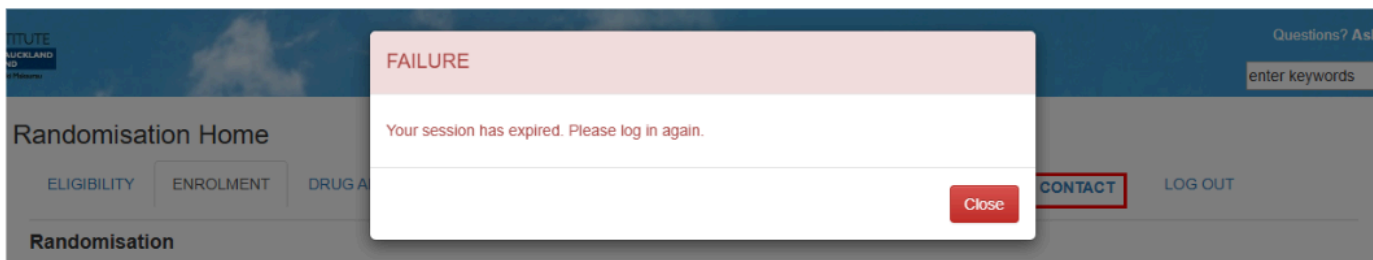 TITUTE
AUCKLAND
ND
Questions? Ask
enter keywords
FAILURE
Your session has expired. Please log in again.
Close
Randomisation Home
ELIGIBILITY
ENROLMENT
DRUG A
CONTACT
LOG OUT
Randomisation